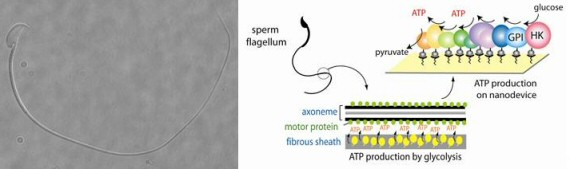 sperm
flagellum
ATP
ATP
glucose
GPI
HK
pyruvate
ATP production
on nanodevice
axoneme
motor protein
fibrous sheath
ATP ATP ATP ATP ATP ATP
ATP production by glycolysis